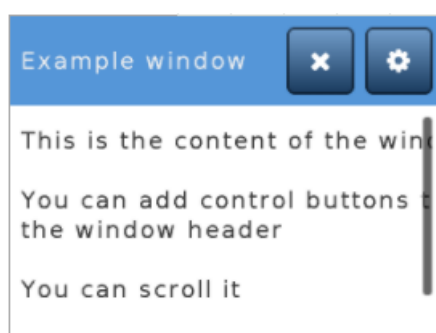 Example window
This is the content of the wind
You can add control buttons t
the window header
You can scroll it